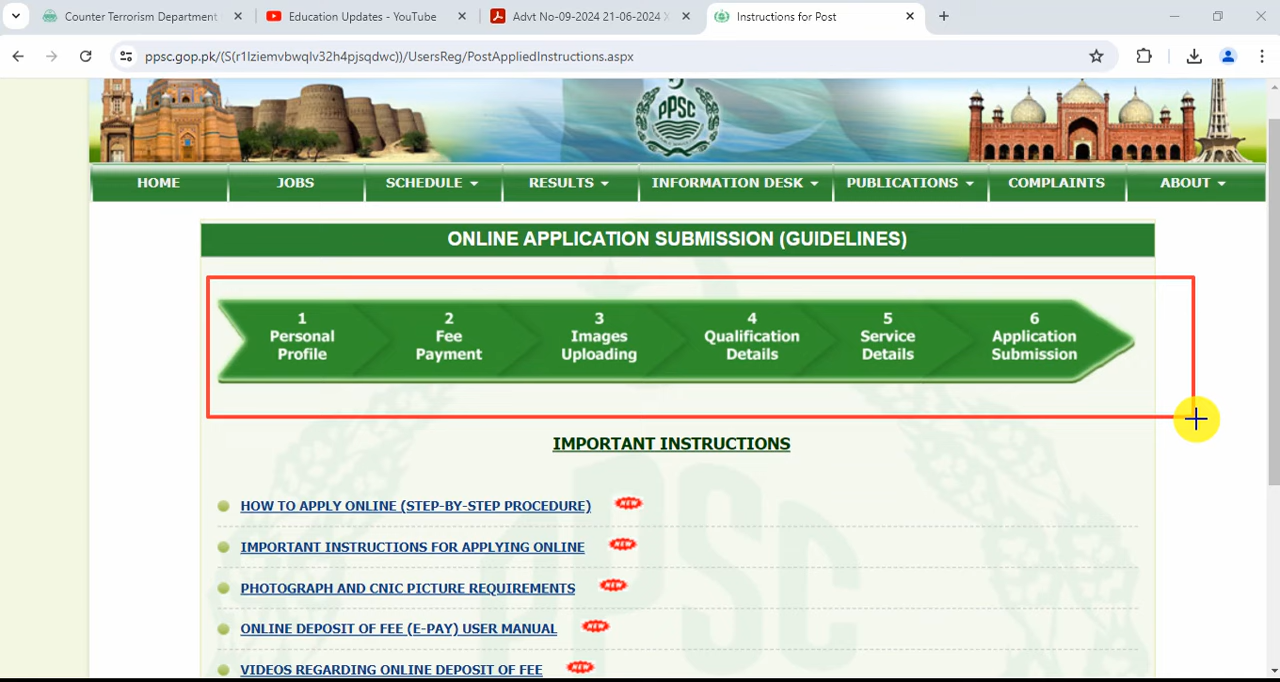 Counter Terrorism Department
Education Updates - YouTube
Advt No-09-2024 21-06-2024
Instructions for Post
ppsc.gop.pk/(S(r1lziemvbwqlv32h4pjsqdwc))/UsersReg/PostAppliedInstructions.aspx
PPSC
HOME
JOBS
SCHEDULE
RESULTS
INFORMATION DESK
PUBLICATIONS
COMPLAINTS
ABOUT
ONLINE APPLICATION SUBMISSION (GUIDELINES)
1
Personal
Profile
2
Fee
Payment
3
Images
Uploading
4
Qualification
Details
5
Service
Details
6
Application
Submission
IMPORTANT INSTRUCTIONS
HOW TO APPLY ONLINE (STEP-BY-STEP PROCEDURE) NEW
IMPORTANT INSTRUCTIONS FOR APPLYING ONLINE NEW
PHOTOGRAPH AND CNIC PICTURE REQUIREMENTS NEW
ONLINE DEPOSIT OF FEE (E-PAY) USER MANUAL NEW
VIDEOS REGARDING ONLINE DEPOSIT OF FEE NEW
PPSC